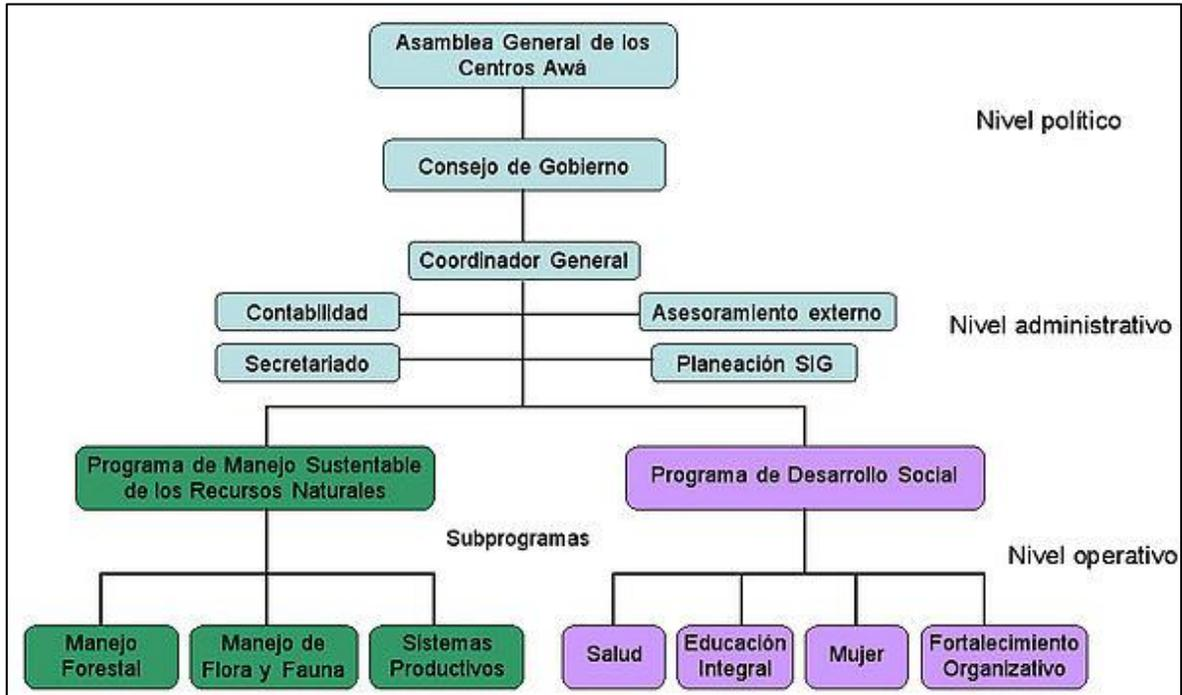 Asamblea General de los
Centros Awá
Nivel político
Consejo de Gobierno
Coordinador General
Contabilidad
Asesoramiento externo
Nivel administrativo
Secretariado
Planeación SIG
Programa de Manejo Sustentable
de los Recursos Naturales
Programa de Desarrollo Social
Subprogramas
Nivel operativo
Manejo
Forestal
Manejo de
Flora y Fauna
Sistemas
Productivos
Salud
Educación
Integral
Mujer
Fortalecimiento
Organizativo